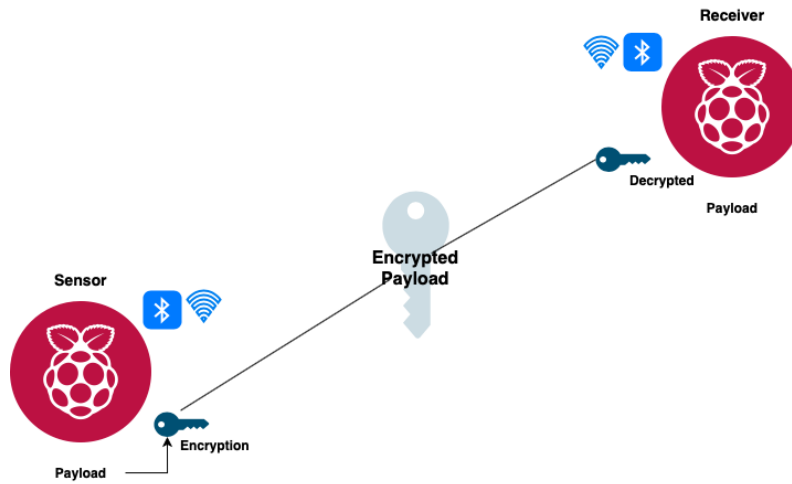 Receiver
Decrypted
Payload
Encrypted
Payload
Sensor
Encryption
Payload